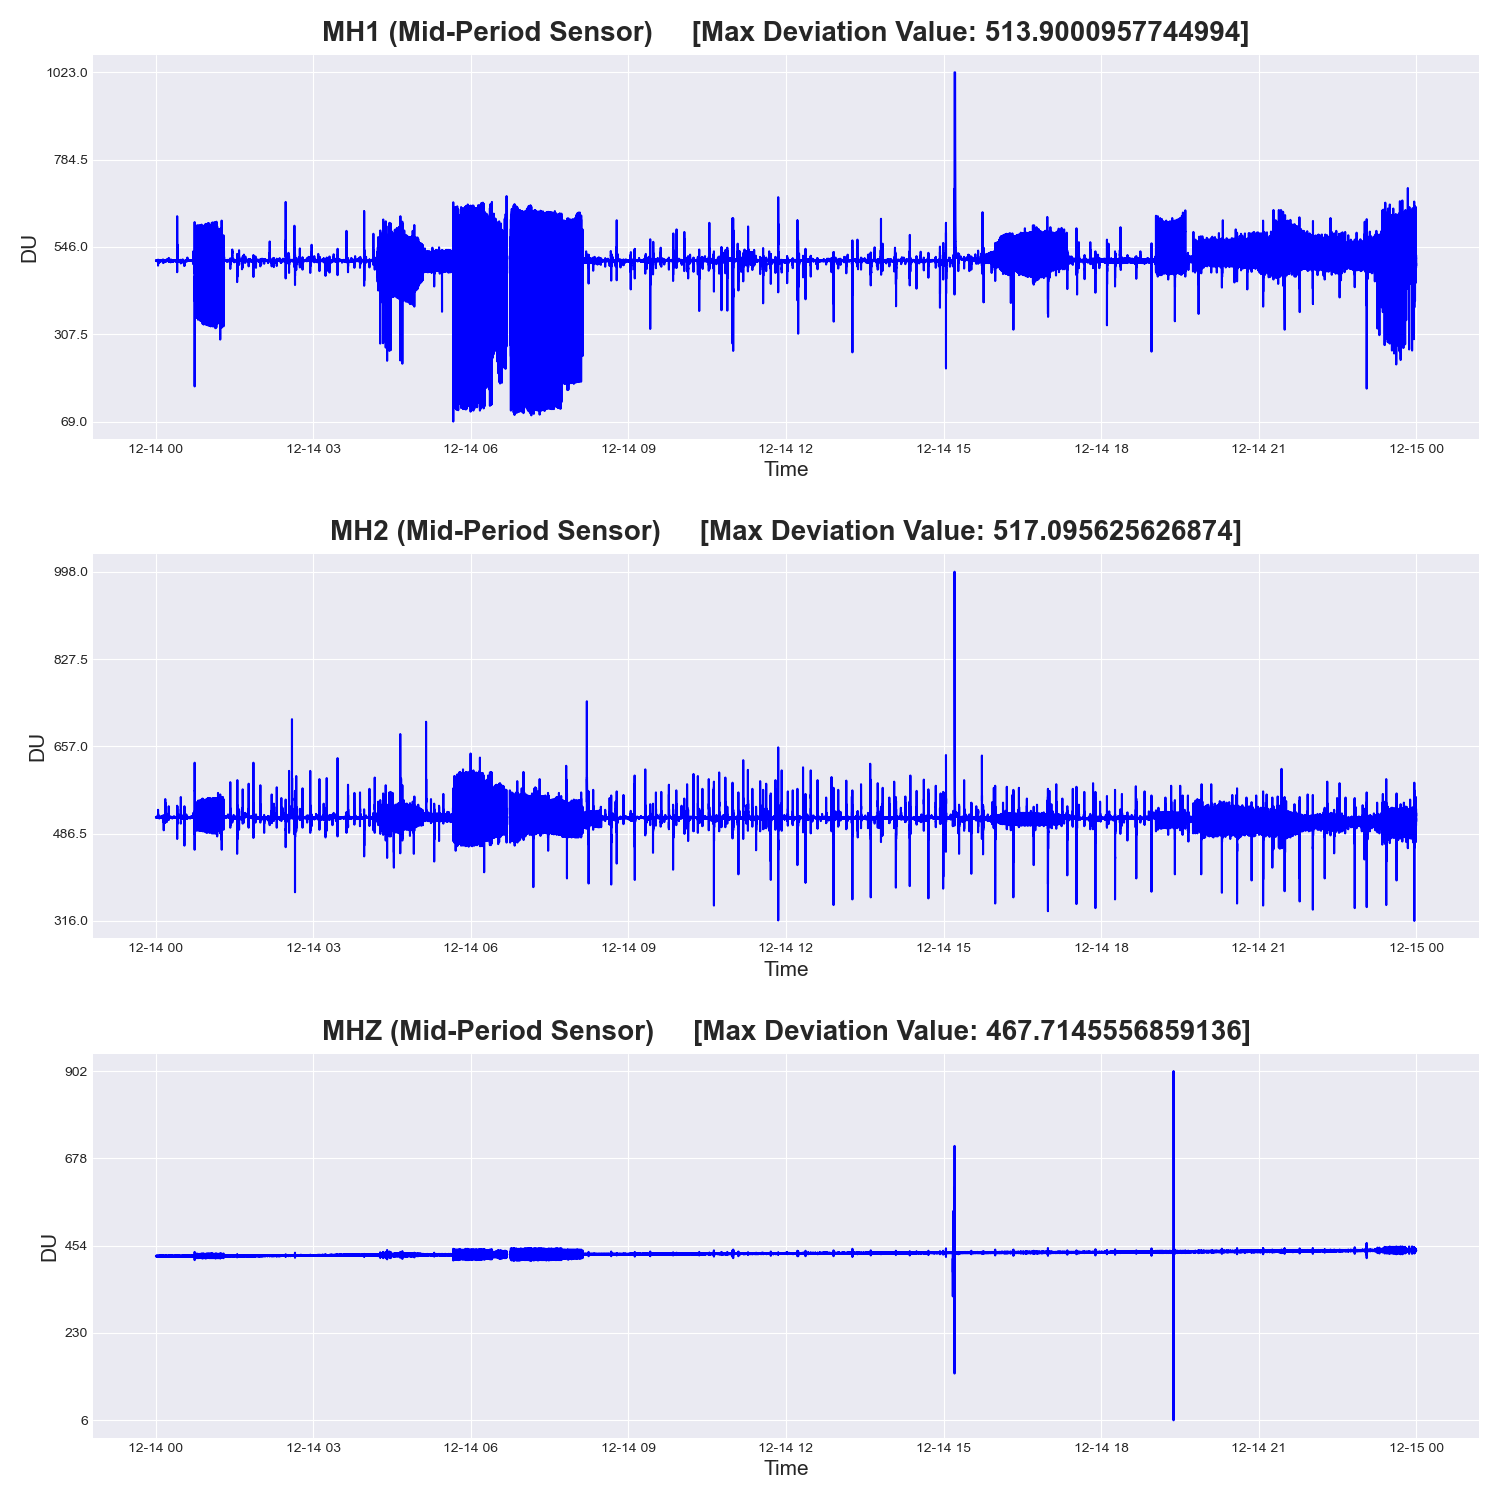 MH1 (Mid-Period Sensor) [Max Deviation Value: 513.9000957744994]
1023.0
784.5
546.0
307.5
69.0
DU
12-14 00 12-14 03 12-14 06 12-14 09 12-14 12 12-14 15 12-14 18 12-14 21 12-15 00
Time
MH2 (Mid-Period Sensor) [Max Deviation Value: 517.095625626874]
998.0
827.5
657.0
486.5
316.0
DU
12-14 00 12-14 03 12-14 06 12-14 09 12-14 12 12-14 15 12-14 18 12-14 21 12-15 00
Time
MHZ (Mid-Period Sensor) [Max Deviation Value: 467.7145556859136]
902
678
454
230
6
DU
12-14 00 12-14 03 12-14 06 12-14 09 12-14 12 12-14 15 12-14 18 12-14 21 12-15 00
Time